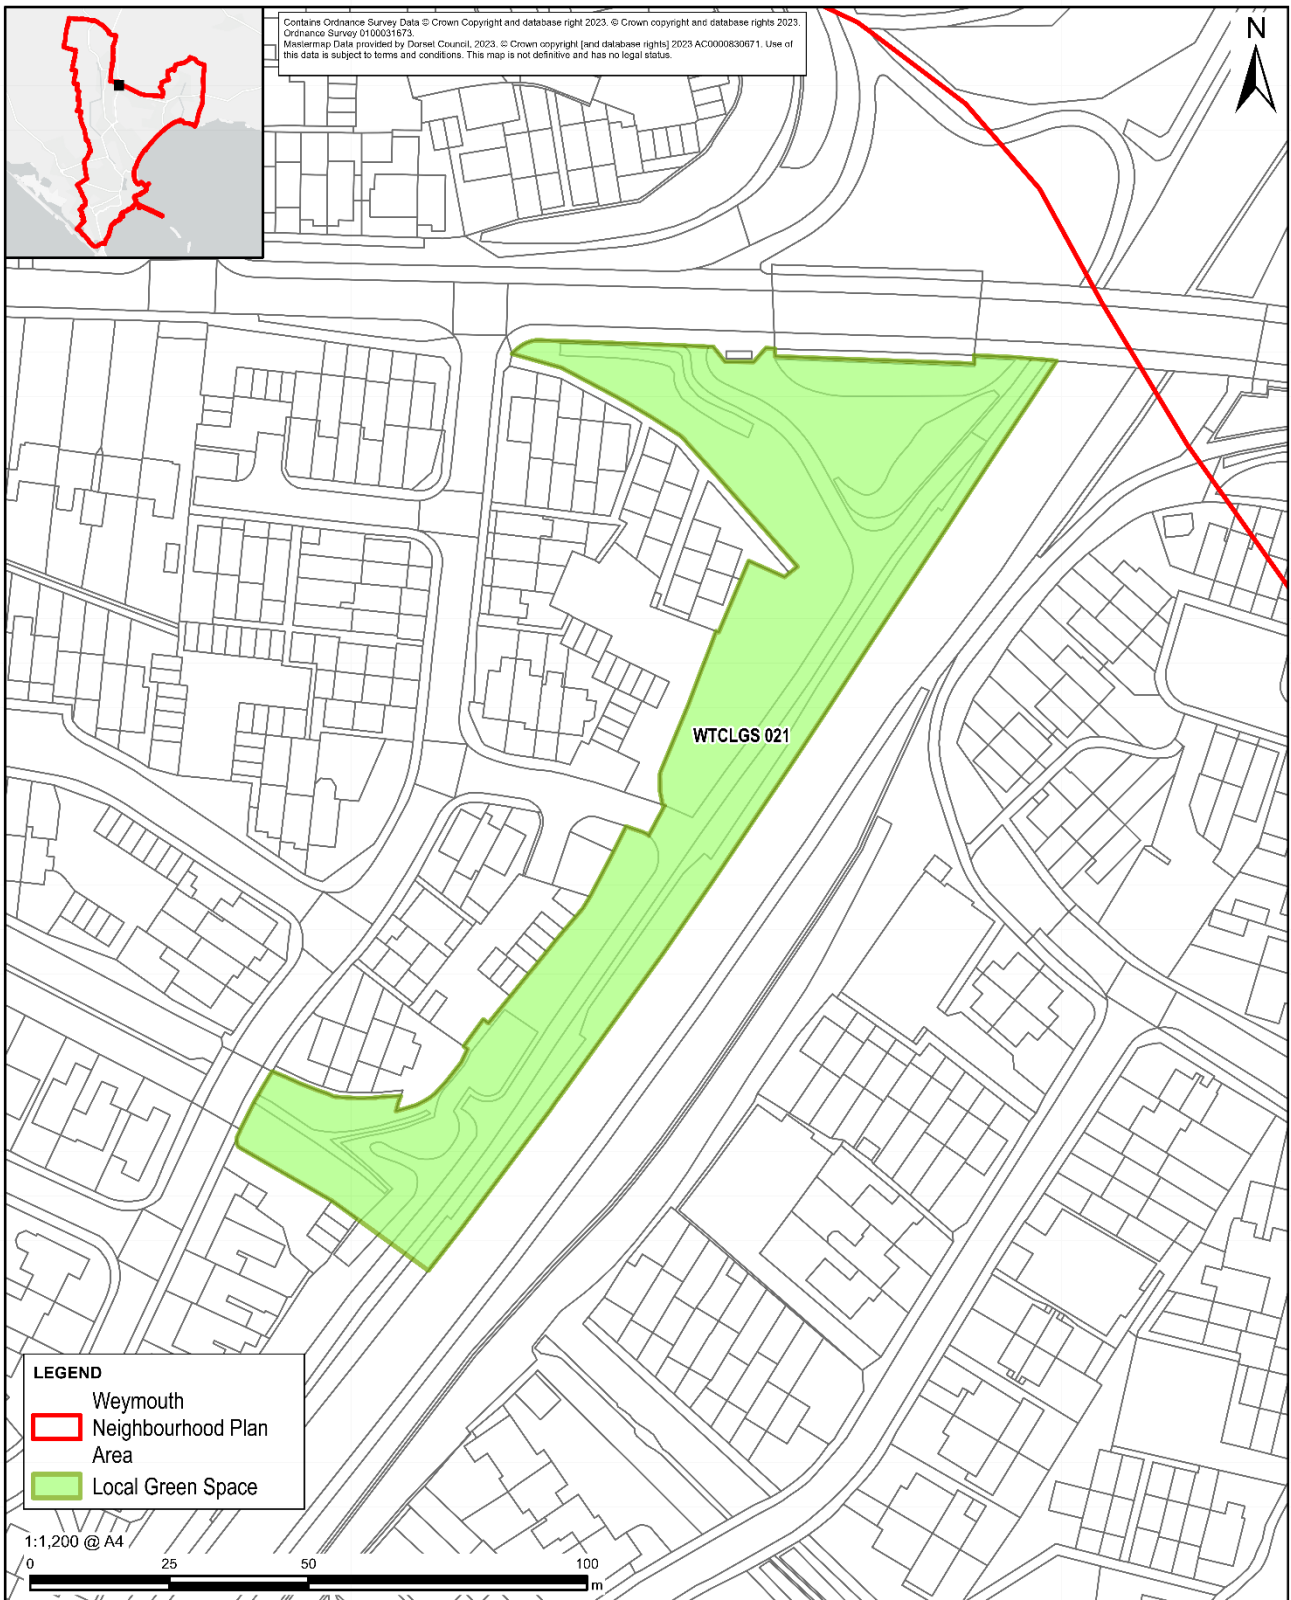 Contains Ordnance Survey Data © Crown Copyright and database right 2023. © Crown copyright and database rights 2023.
Ordnance Survey 0100031673.
Mastermap Data provided by Dorset Council, 2023. © Crown copyright [and database rights] 2023 AC0000830671. Use of
this data is subject to terms and conditions. This map is not definitive and has no legal status.
N
WTCLGS 021
LEGEND
Weymouth
Neighbourhood Plan
Area
Local Green Space
1:1,200 @ A4
0 25 50 100
m